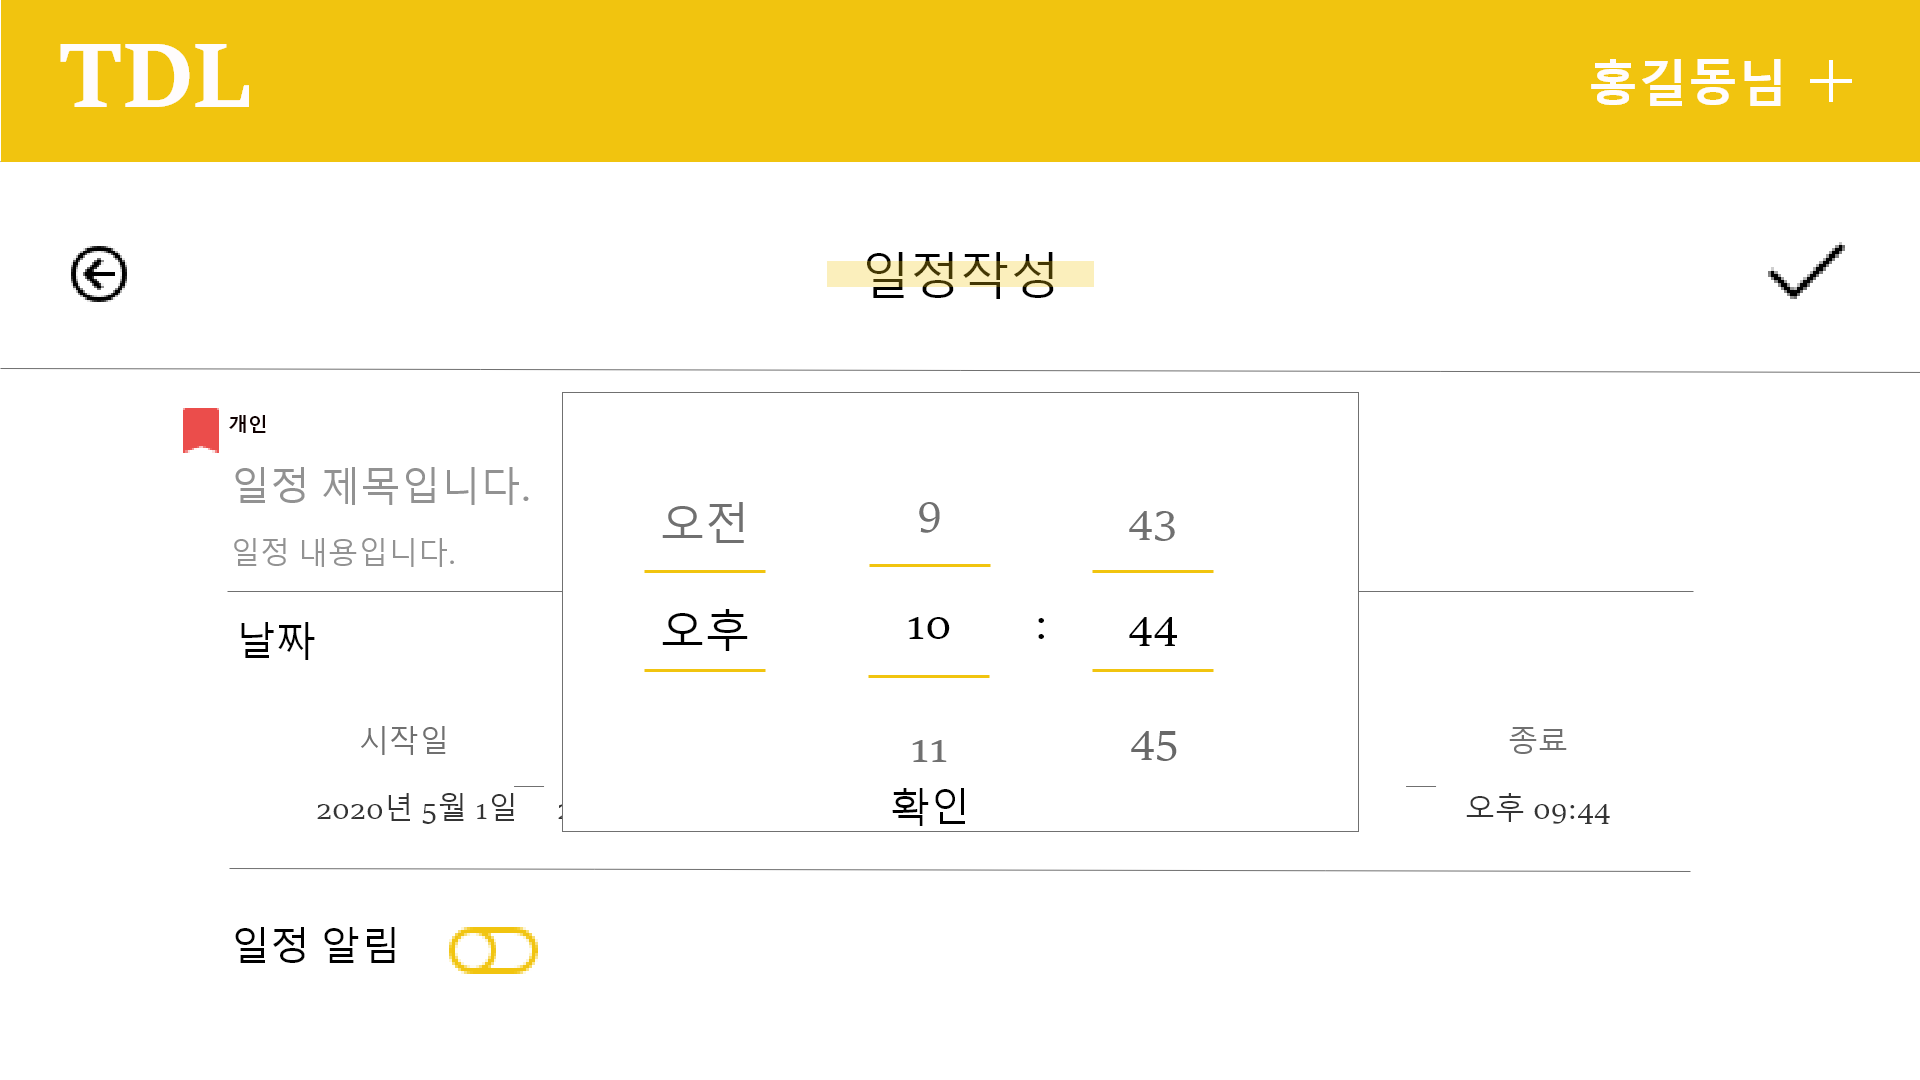 TDL
홍길동님
일정작성
개인
일정 제목입니다.
일정 내용입니다.
오전 9 43
오후 10 : 44
11 45
확인
날짜
시작일
종료
2020년 5월 1일
오후 09:44
일정 알림